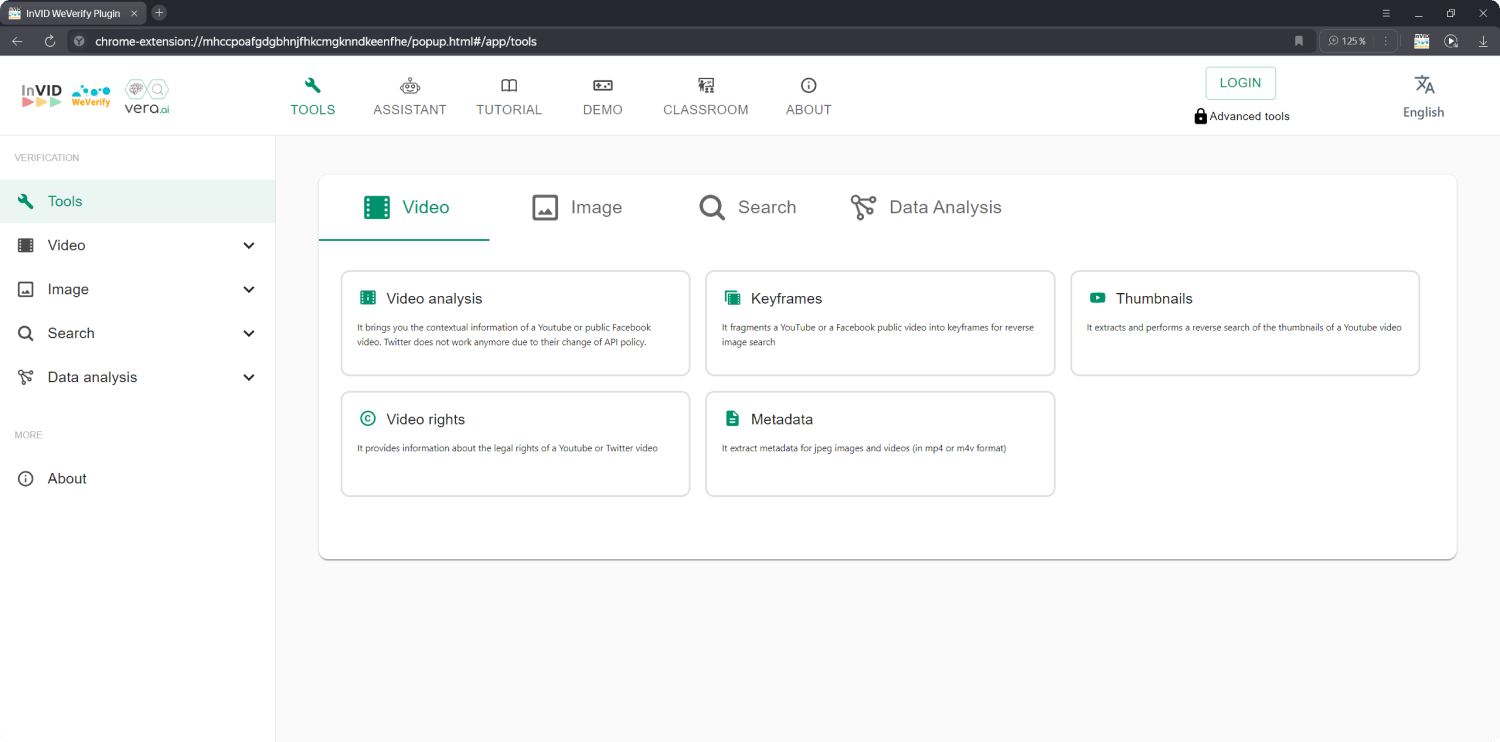 InVID WeVerify Plugin
chrome-extension://mhccpoafgdgbhnjfhkcmgknndkeenfhe/popup.html#/app/tools
125 %
InVID
WeVerify
vera.ai
TOOLS
ASSISTANT
TUTORIAL
DEMO
CLASSROOM
ABOUT
LOGIN
Advanced tools
English
VERIFICATION
Tools
Video
Image
Search
Data analysis
MORE
About
Video
Image
Search
Data Analysis
Video analysis
It brings you the contextual information of a Youtube or public Facebook
video. Twitter does not work anymore due to their change of API policy.
Keyframes
It fragments a YouTube or a Facebook public video into keyframes for reverse
image search
Thumbnails
It extracts and performs a reverse search of the thumbnails of a Youtube video
Video rights
It provides information about the legal rights of a Youtube or Twitter video
Metadata
It extract metadata for jpeg images and videos (in mp4 or m4v format)